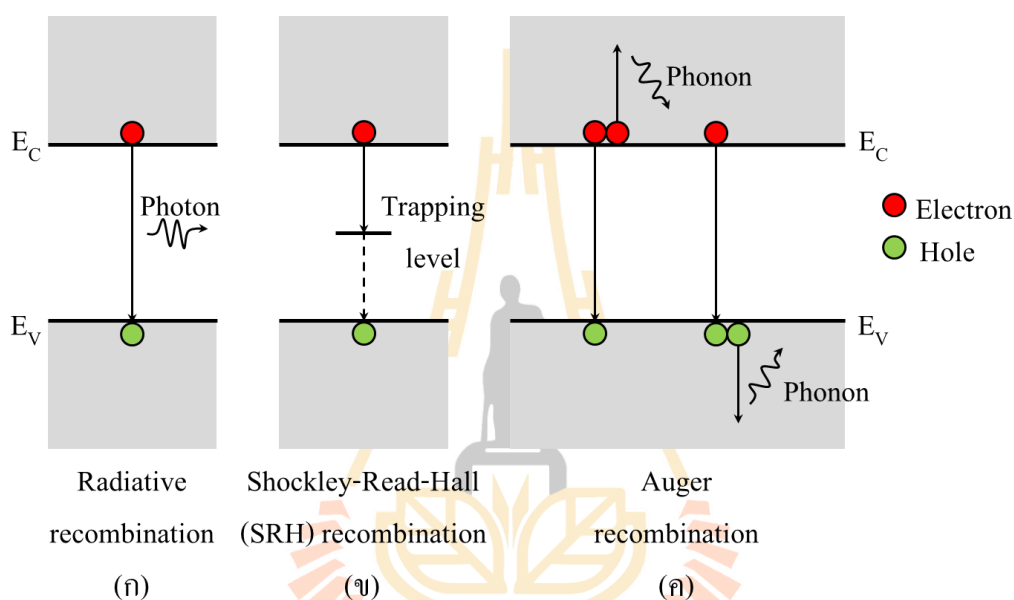 E_C
Photon
E_V
Radiative
recombination
(ก)
Trapping
level
Shockley-Read-Hall
(SRH) recombination
(ข)
Phonon
E_C
E_V
Phonon
Auger
recombination
(ค)
Electron
Hole